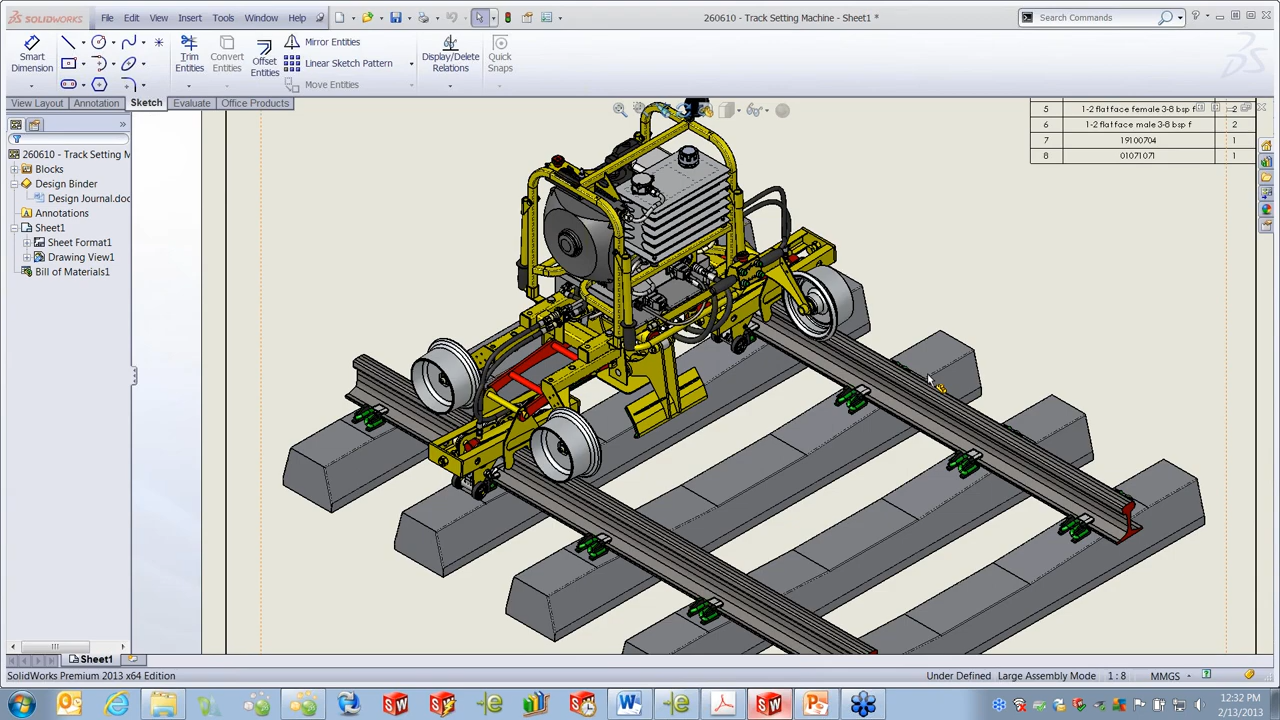 SOLIDWORKS File Edit View Insert Tools Window Help 260610 - Track Setting Machine - Sheet1 * Search Commands
Smart Dimension
Trim Entities
Convert Entities
Offset Entities
Mirror Entities
Linear Sketch Pattern
Move Entities
Display/Delete Relations
Quick Snaps
View Layout Annotation Sketch Evaluate Office Products
260610 - Track Setting M
Blocks
Design Binder
Design Journal.doc
Annotations
Sheet1
Sheet Format1
Drawing View1
Bill of Materials1
5 1-2 flat face female 3-8 bsp f 2
6 1-2 flat face male 3-8 bsp f 2
7 19100704 1
8 01071071 1
Sheet1
SolidWorks Premium 2013 x64 Edition Under Defined Large Assembly Mode 1 : 8 MMGS
12:32 PM
2/13/2013